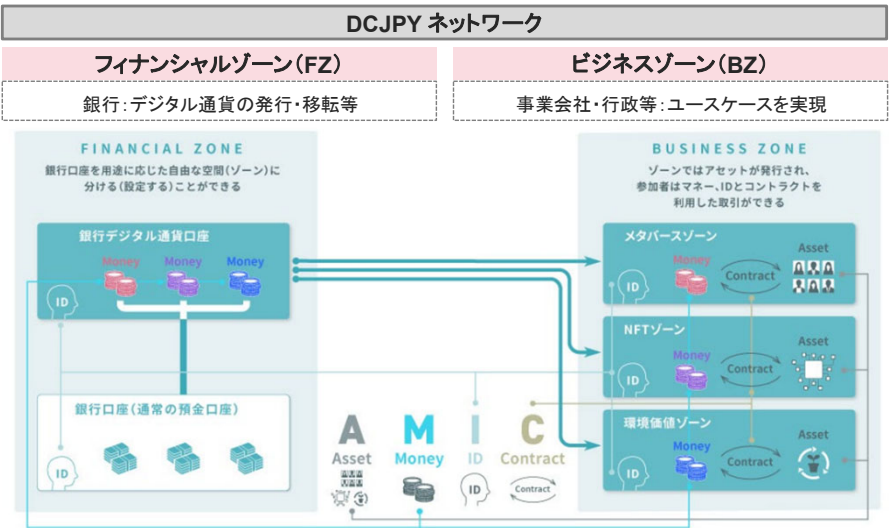 DCJPY ネットワーク
フィナンシャルゾーン（FZ）
ビジネスゾーン（BZ）
銀行：デジタル通貨の発行・移転等
事業会社・行政等：ユースケースを実現
FINANCIAL ZONE
銀行口座を用途に応じた自由な空間（ゾーン）に
分ける（設定する）ことができる
BUSINESS ZONE
ゾーンではアセットが発行され、
参加者はマネー、IDとコントラクトを
利用した取引ができる
銀行デジタル通貨口座
Money
Money
Money
ID
銀行口座（通常の預金口座）
ID
メタバースゾーン
Money
Contract
Asset
ID
NFTゾーン
Money
Contract
Asset
ID
環境価値ゾーン
Money
Contract
Asset
ID
A
M
I
C
Asset
Money
ID
Contract
ID
Contract